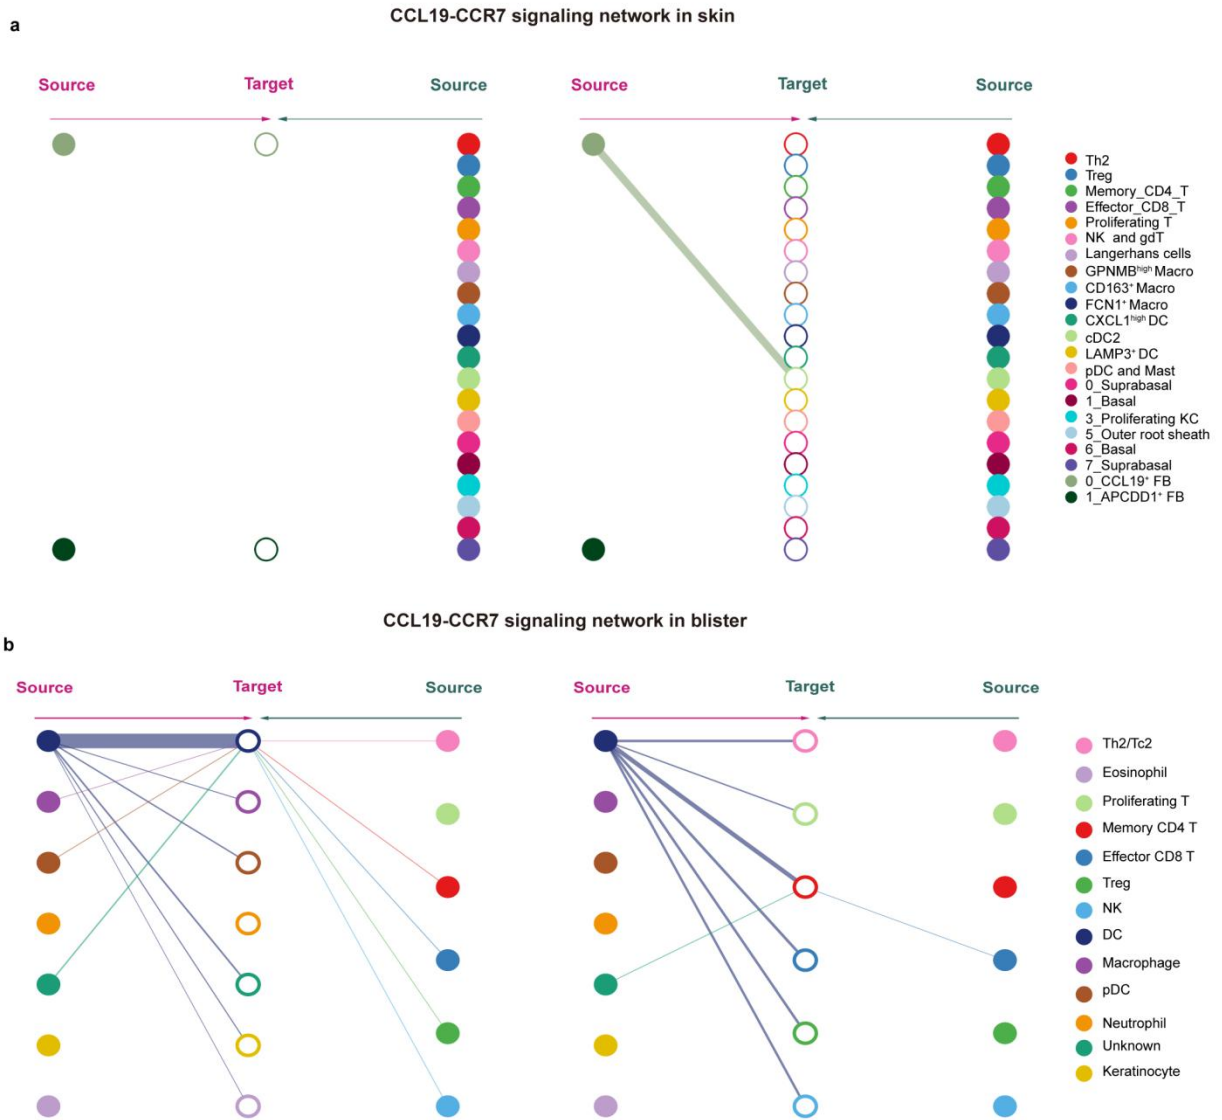 CCL19-CCR7 signaling network in skin
a
Source Target Source Source Target Source
Th2
Treg
Memory_CD4_T
Effector_CD8_T
Proliferating T
NK and gdT
Langerhans cells
GPNMBhigh Macro
CD163+ Macro
FCN1+ Macro
CXCL1high DC
cDC2
LAMP3+ DC
pDC and Mast
0_Suprabasal
1_Basal
3_Proliferating KC
5_Outer root sheath
6_Basal
7_Suprabasal
0_CCL19+ FB
1_APCDD1+ FB
CCL19-CCR7 signaling network in blister
b
Source Target Source Source Target Source
Th2/Tc2
Eosinophil
Proliferating T
Memory CD4 T
Effector CD8 T
Treg
NK
DC
Macrophage
pDC
Neutrophil
Unknown
Keratinocyte